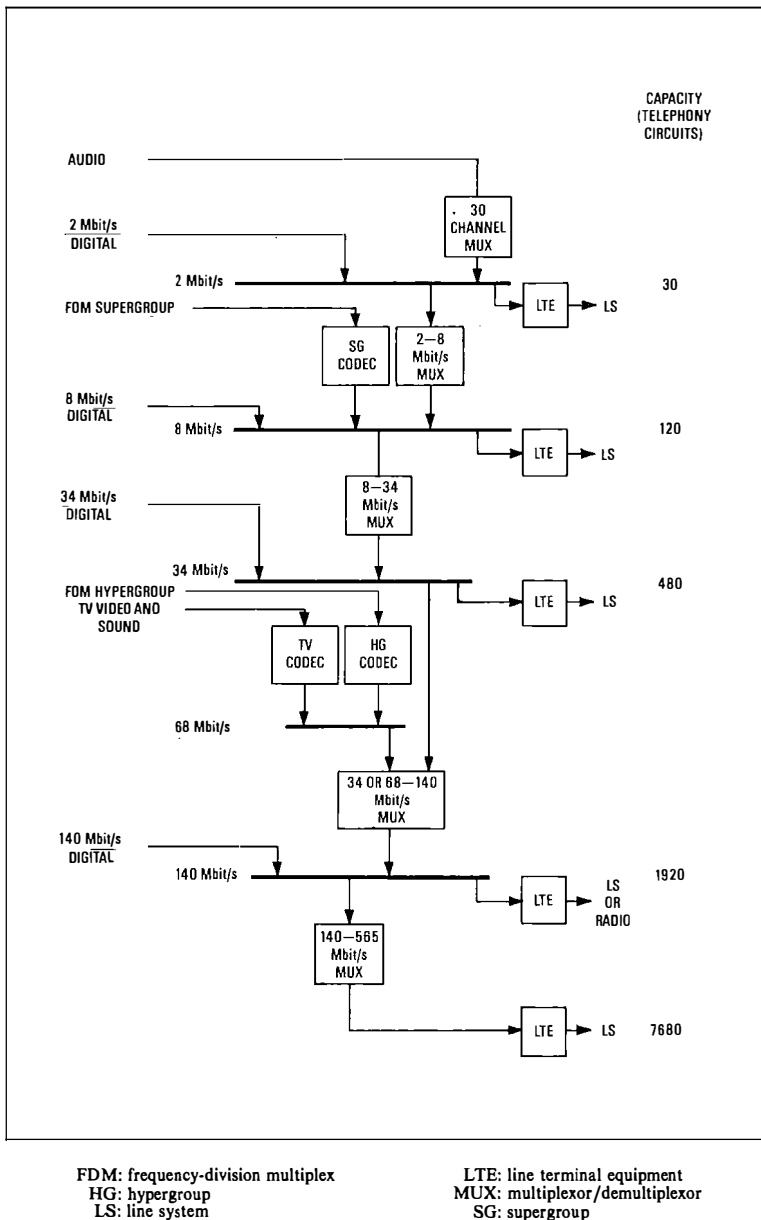 CAPACITY
(TELEPHONY
CIRCUITS)
AUDIO
30
CHANNEL
MUX
2 Mbit/s
DIGITAL
2 Mbit/s
LTE
LS
30
FDM SUPERGROUP
SG
CODEC
2—8
Mbit/s
MUX
8 Mbit/s
DIGITAL
8 Mbit/s
LTE
LS
120
8—34
Mbit/s
MUX
34 Mbit/s
DIGITAL
34 Mbit/s
LTE
LS
480
FDM HYPERGROUP
TV VIDEO AND
SOUND
TV
CODEC
HG
CODEC
68 Mbit/s
34 OR 68—140
Mbit/s
MUX
140 Mbit/s
DIGITAL
140 Mbit/s
LTE
LS
OR
RADIO
1920
140—565
Mbit/s
MUX
LTE
LS
7680
FDM: frequency-division multiplex
HG: hypergroup
LS: line system
LTE: line terminal equipment
MUX: multiplexor/demultiplexor
SG: supergroup